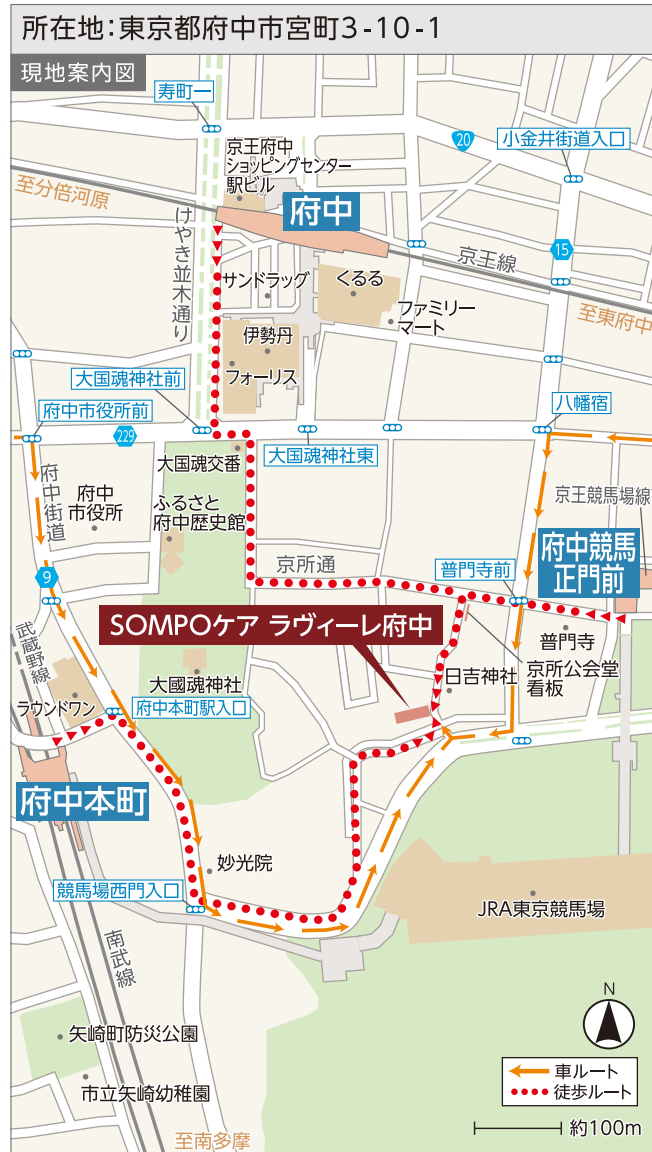 所在地:東京都府中市宮町3-10-1
現地案内図
寿町一
京王府中
ショッピングセンター
駅ビル
20
小金井街道入口
至分倍河原
府中
けやき並木通り
京王線
15
サンドラッグ
くるる
ファミリー
マート
至東府中
伊勢丹
フォーリス
大国魂神社前
府中市役所前
八幡宿
229
大国魂交番
大国魂神社東
府中街道
府中
市役所
ふるさと
府中歴史館
京王競馬場線
京所通
普門寺前
府中競馬
正門前
9
SOMPOケア ラヴィーレ府中
普門寺
武蔵野線
京所公会堂
看板
日吉神社
大國魂神社
ラウンドワン
府中本町駅入口
府中本町
妙光院
競馬場西門入口
JRA東京競馬場
南武線
N
矢崎町防災公園
市立矢崎幼稚園
車ルート
徒歩ルート
約100m
至南多摩